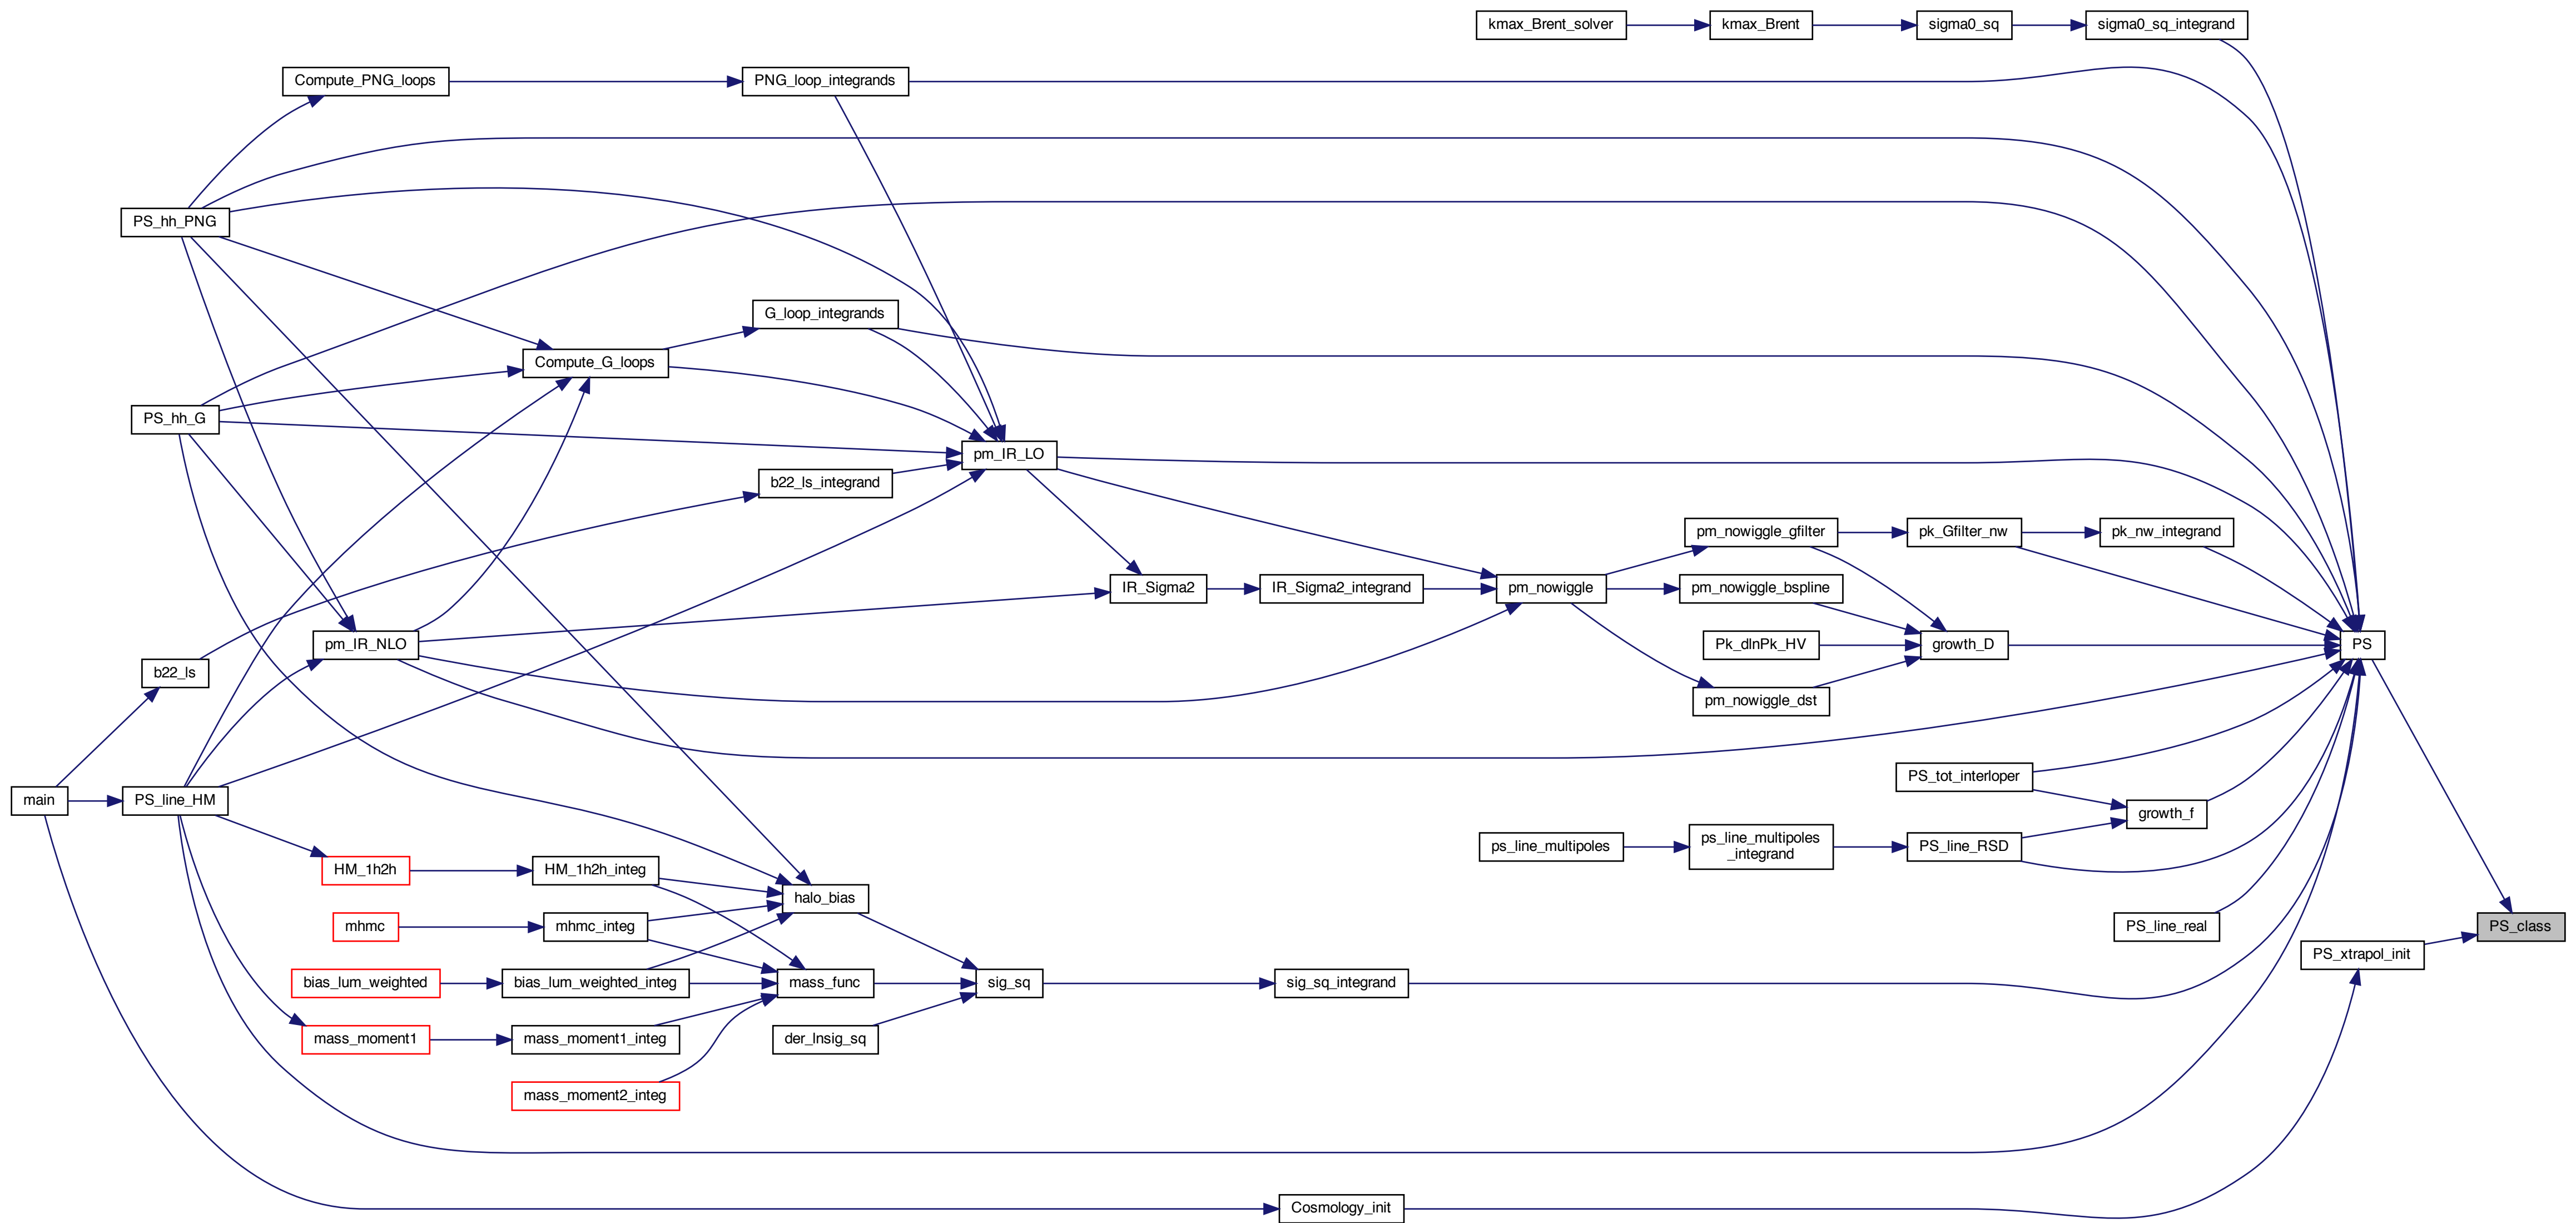 kmax_Brent_solver
kmax_Brent
sigma0_sq
sigma0_sq_integrand
Compute_PNG_loops
PNG_loop_integrands
PS_hh_PNG
G_loop_integrands
Compute_G_loops
PS_hh_G
pm_IR_LO
b22_ls_integrand
pm_nowiggle_gfilter
pk_Gfilter_nw
pk_nw_integrand
IR_Sigma2
IR_Sigma2_integrand
pm_nowiggle
pm_nowiggle_bspline
pm_IR_NLO
Pk_dlnPk_HV
growth_D
PS
b22_ls
pm_nowiggle_dst
PS_tot_interloper
main
PS_line_HM
growth_f
ps_line_multipoles
ps_line_multipoles
_integrand
PS_line_RSD
HM_1h2h
HM_1h2h_integ
halo_bias
mhmc
mhmc_integ
PS_line_real
PS_class
PS_xtrapol_init
bias_lum_weighted
bias_lum_weighted_integ
mass_func
sig_sq
sig_sq_integrand
mass_moment1
mass_moment1_integ
der_lnsig_sq
mass_moment2_integ
Cosmology_init